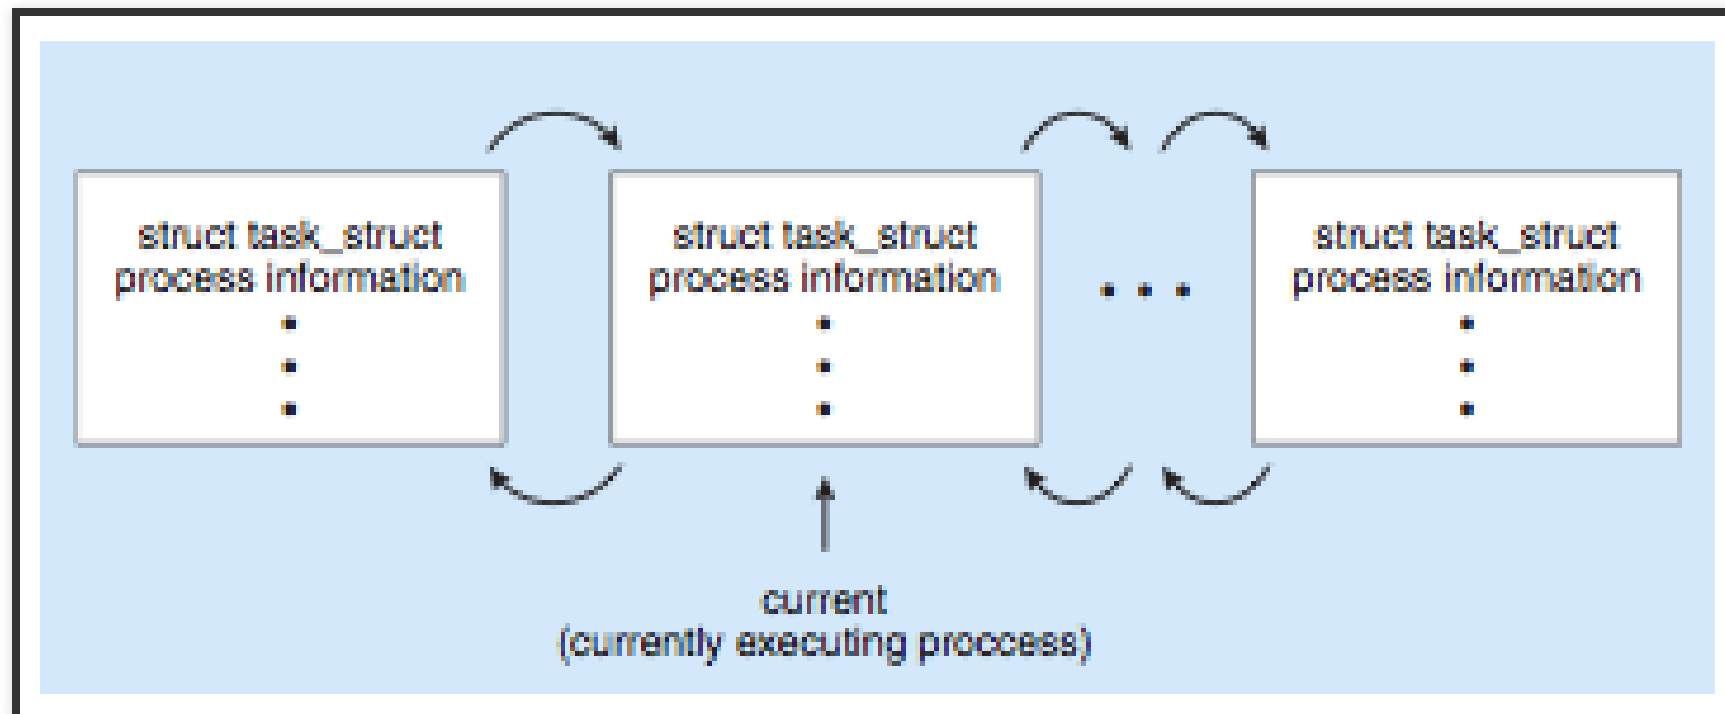 struct task_struct
process information
•
•
•
struct task_struct
process information
•
•
•
• • •
struct task_struct
process information
•
•
•
current
(currently executing proccess)